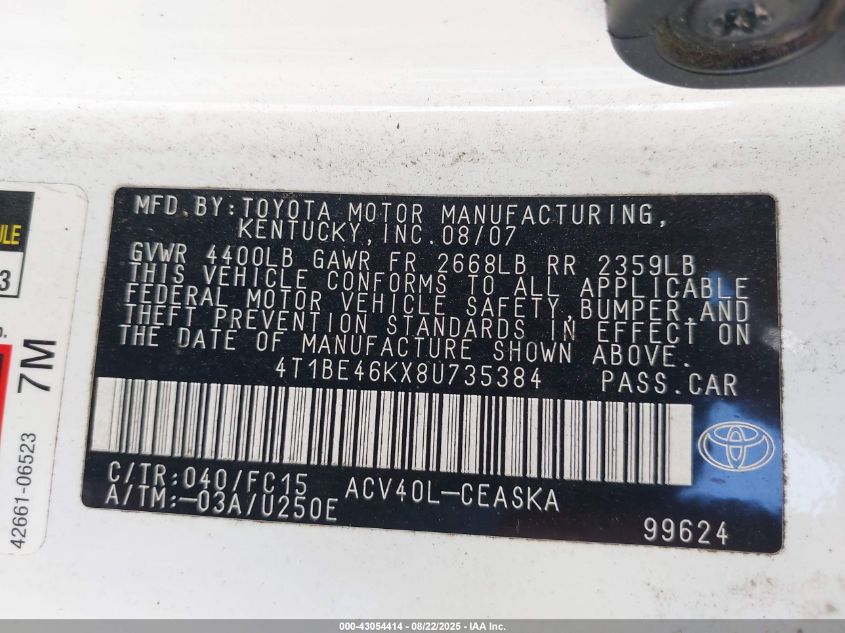 MFD.BY:TOYOTA MOTOR MANUFACTURING,
KENTUCKY,INC.08/07
GVWR 4400LB GAWR FR 2668LB RR 2359LB
THIS VEHICLE CONFORMS TO ALL APPLICABLE
FEDERAL MOTOR VEHICLE SAFETY,BUMPER,AND
THEFT PREVENTION STANDARDS IN EFFECT ON
THE DATE OF MANUFACTURE SHOWN ABOVE.
4T1BE46KX8U735384 PASS.CAR
C/TR:040/FC15 ACV40L-CEASKA
A/TM:-03A/U250E
99624
3
7M
42661-06523
000-43054414 - 08/22/2025 - IAA Inc.